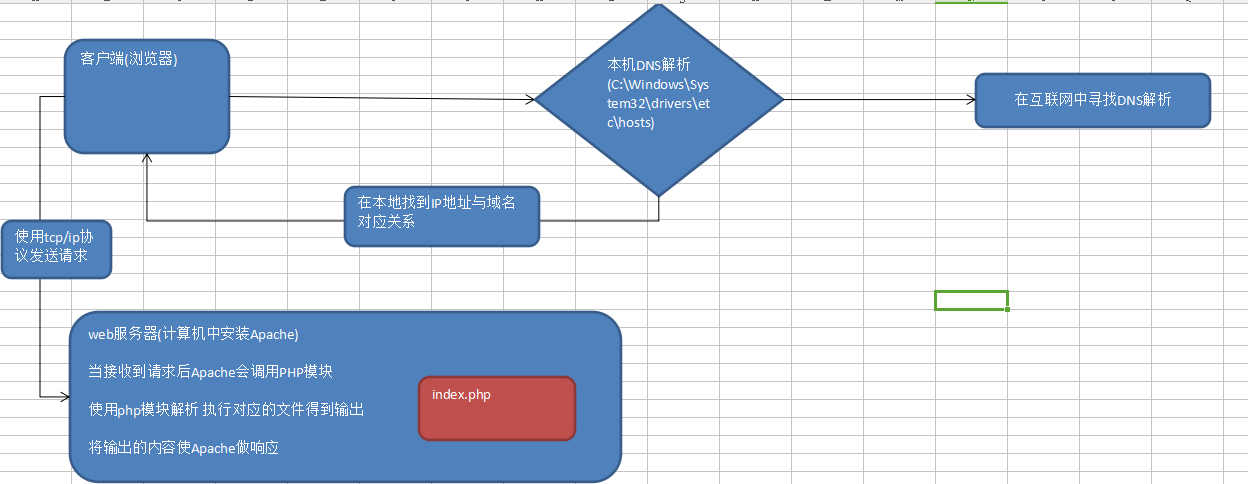 客户端(浏览器)
本机DNS解析
(C:\Windows\Sys
tem32\drivers\et
c\hosts)
在互联网中寻找DNS解析
在本地找到IP地址与域名
对应关系
使用tcp/ip协
议发送请求
web服务器(计算机中安装Apache)
当接收到请求后Apache会调用PHP模块
使用php模块解析 执行对应的文件得到输出
将输出的内容使Apache做响应
index.php